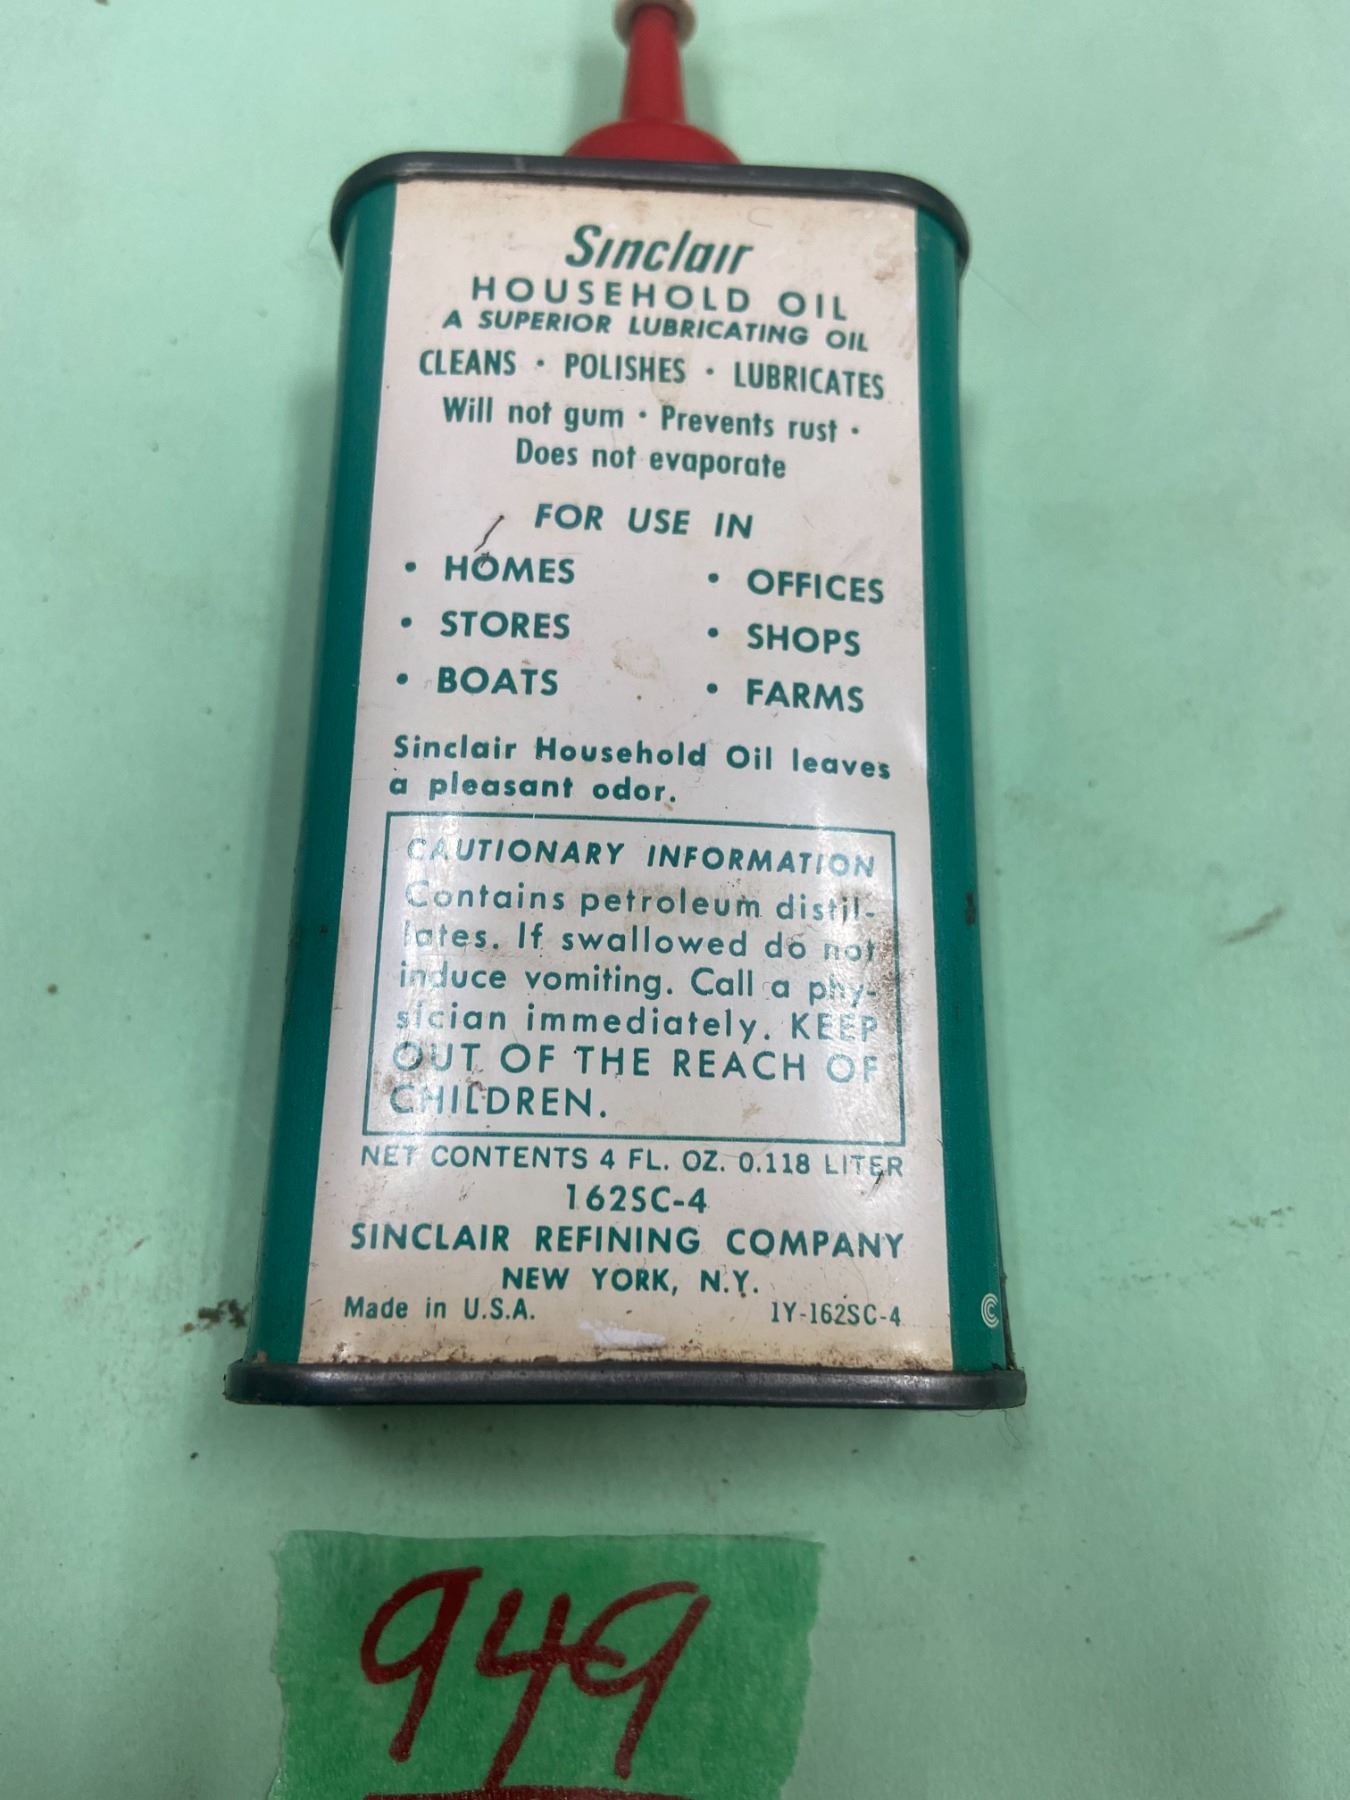 Sinclair
HOUSEHOLD OIL
A SUPERIOR LUBRICATING OIL
CLEANS · POLISHES · LUBRICATES
Will not gum · Prevents rust ·
Does not evaporate
FOR USE IN
• HOMES • OFFICES
• STORES • SHOPS
• BOATS • FARMS
Sinclair Household Oil leaves
a pleasant odor.
CAUTIONARY INFORMATION
Contains petroleum distil-
lates. If swallowed do not
induce vomiting. Call a phy-
sician immediately. KEEP
OUT OF THE REACH OF
CHILDREN.
NET CONTENTS 4 FL. OZ. 0.118 LITER
162SC-4
SINCLAIR REFINING COMPANY
NEW YORK, N.Y.
Made in U.S.A. 1Y-162SC-4
949